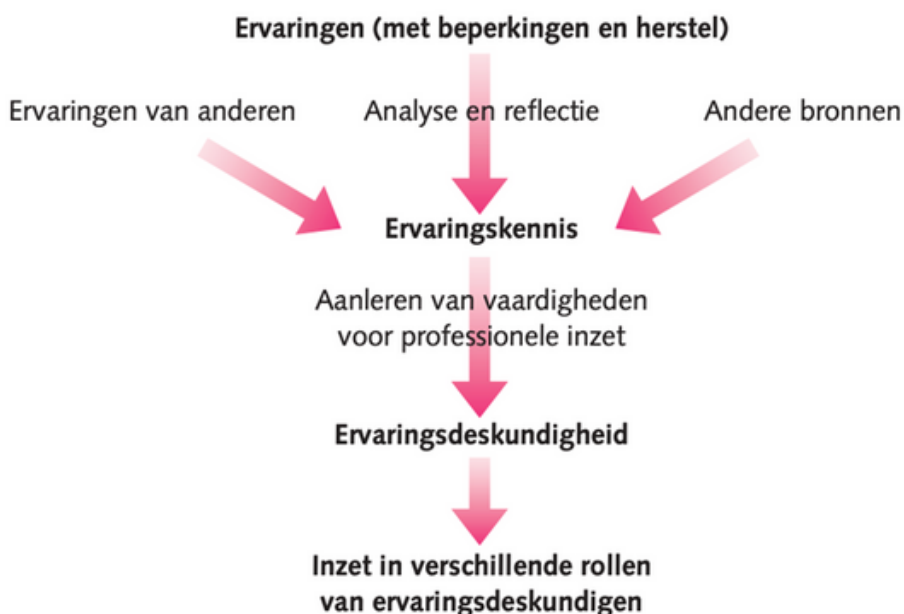 Ervaringen (met beperkingen en herstel)
Ervaringen van anderen
Analyse en reflectie
Andere bronnen
Ervaringskennis
Aanleren van vaardigheden
voor professionele inzet
Ervaringsdeskundigheid
Inzet in verschillende rollen
van ervaringsdeskundigen